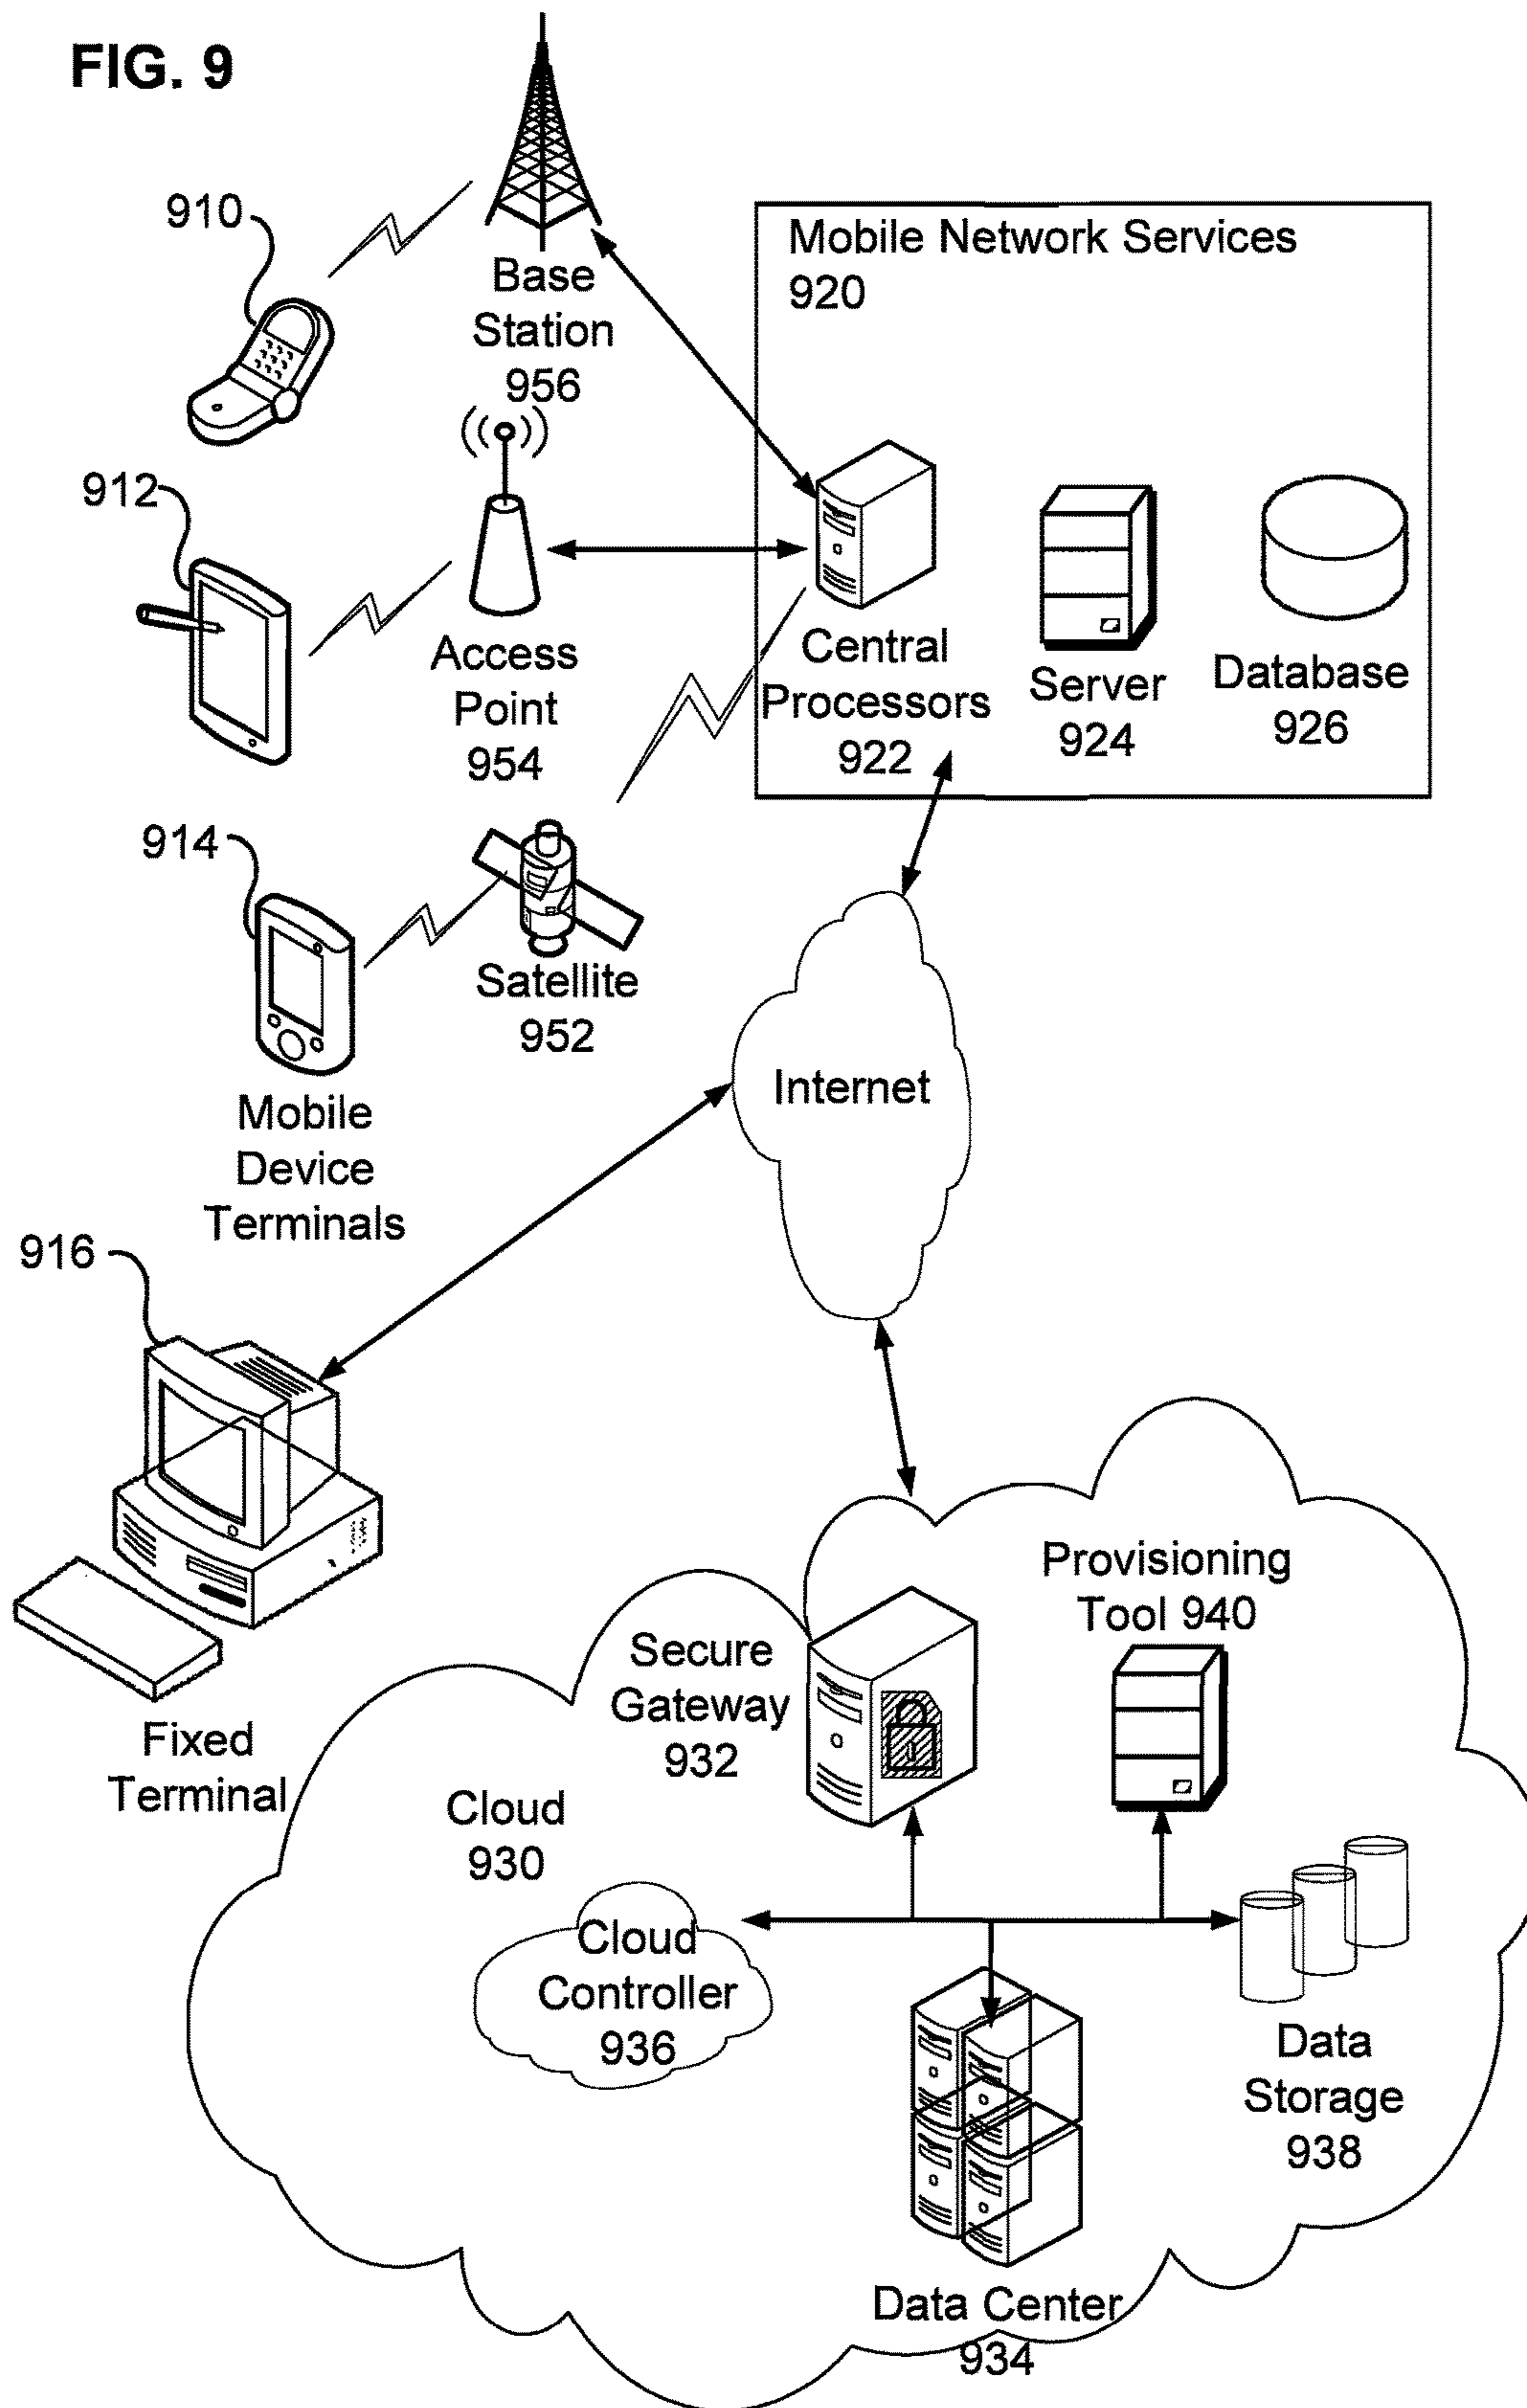 FIG. 9
910
Base
Station
956
Mobile Network Services
920
912
Access
Point
954
Central
Processors
922
Server
924
Database
926
914
Satellite
952
Mobile
Device
Terminals
Internet
916
Fixed
Terminal
Provisioning
Tool 940
Secure
Gateway
932
Cloud
930
Cloud
Controller
936
Data
Storage
938
Data Center
934